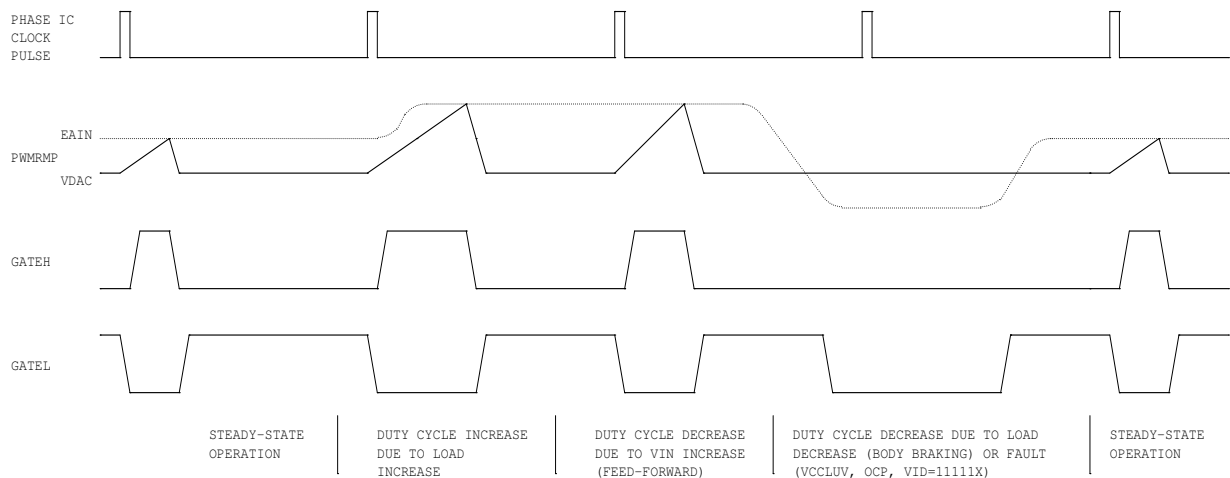 PHASE IC
CLOCK
PULSE
EAIN
PWMRMP
VDAC
GATEH
GATEL
STEADY-STATE
OPERATION
DUTY CYCLE INCREASE
DUE TO LOAD
INCREASE
DUTY CYCLE DECREASE
DUE TO VIN INCREASE
(FEED-FORWARD)
DUTY CYCLE DECREASE DUE TO LOAD
DECREASE (BODY BRAKING) OR FAULT
(VCCLUV, OCP, VID=11111X)
STEADY-STATE
OPERATION